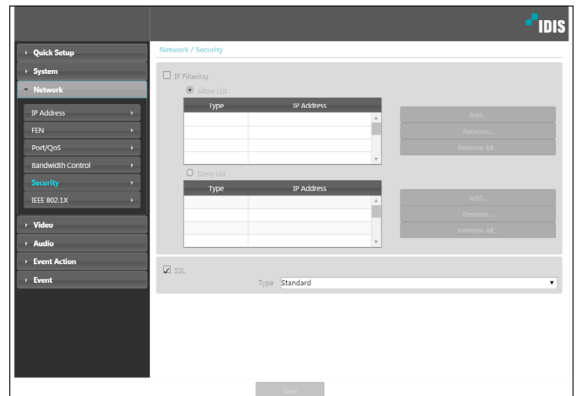 IDIS
Quick Setup
System
Network
IP Address
FEN
Port/QoS
Bandwidth Control
Security
IEEE 802.1X
Video
Audio
Event Action
Event
Network / Security
IP Filtering
Allow List
Type IP Address
Add...
Remove...
Remove All...
Deny List
Type IP Address
Add...
Remove...
Remove All...
SSL
Type Standard
Save